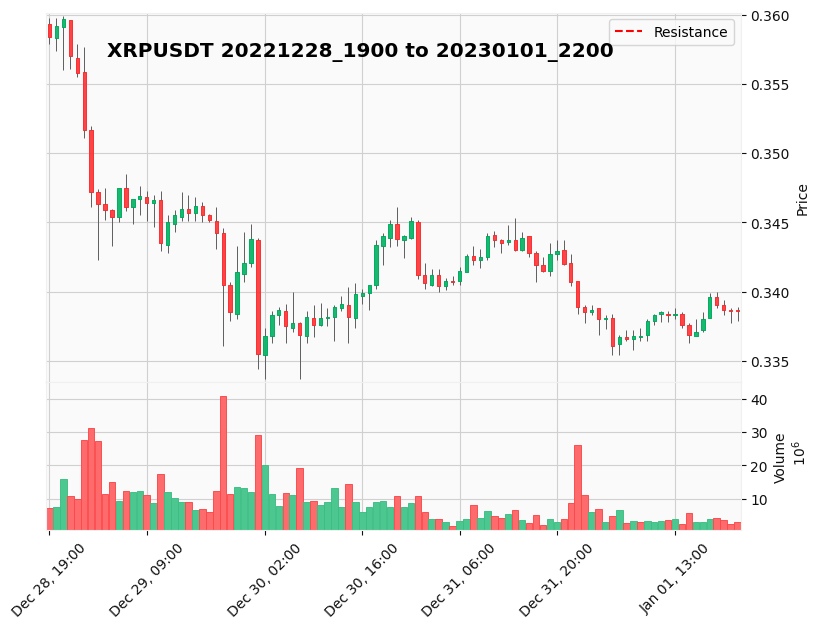 XRPUSDT 20221228_1900 to 20230101_2200
Resistance
0.360
0.355
0.350
0.345
0.340
0.335
Price
40
30
20
10
Volume
10^6
Dec 28, 19:00
Dec 29, 09:00
Dec 30, 02:00
Dec 30, 16:00
Dec 31, 06:00
Dec 31, 20:00
Jan 01, 13:00